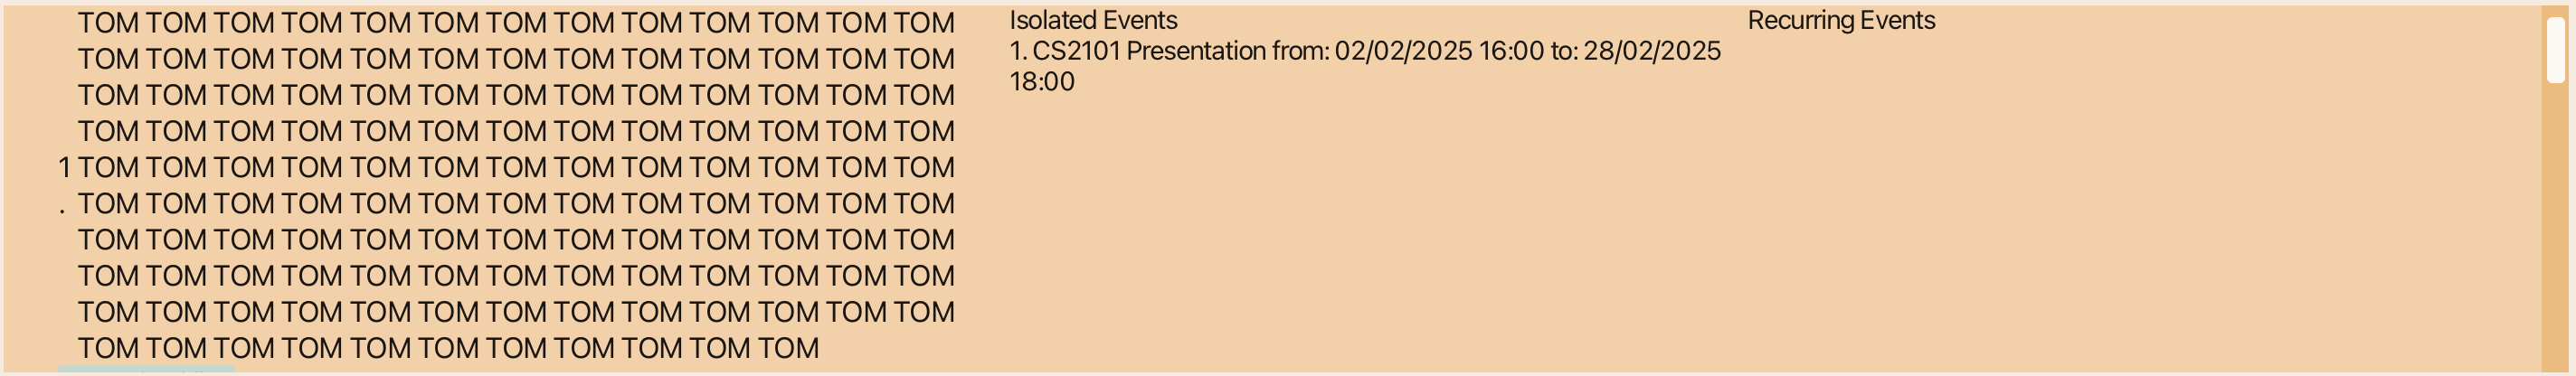 TOM TOM TOM TOM TOM TOM TOM TOM TOM TOM TOM TOM TOM
TOM TOM TOM TOM TOM TOM TOM TOM TOM TOM TOM TOM TOM
TOM TOM TOM TOM TOM TOM TOM TOM TOM TOM TOM TOM TOM
TOM TOM TOM TOM TOM TOM TOM TOM TOM TOM TOM TOM TOM
1 TOM TOM TOM TOM TOM TOM TOM TOM TOM TOM TOM TOM TOM
. TOM TOM TOM TOM TOM TOM TOM TOM TOM TOM TOM TOM TOM
TOM TOM TOM TOM TOM TOM TOM TOM TOM TOM TOM TOM TOM
TOM TOM TOM TOM TOM TOM TOM TOM TOM TOM TOM TOM TOM
TOM TOM TOM TOM TOM TOM TOM TOM TOM TOM TOM TOM TOM
TOM TOM TOM TOM TOM TOM TOM TOM TOM TOM TOM
Isolated Events
1. CS2101 Presentation from: 02/02/2025 16:00 to: 28/02/2025
18:00
Recurring Events